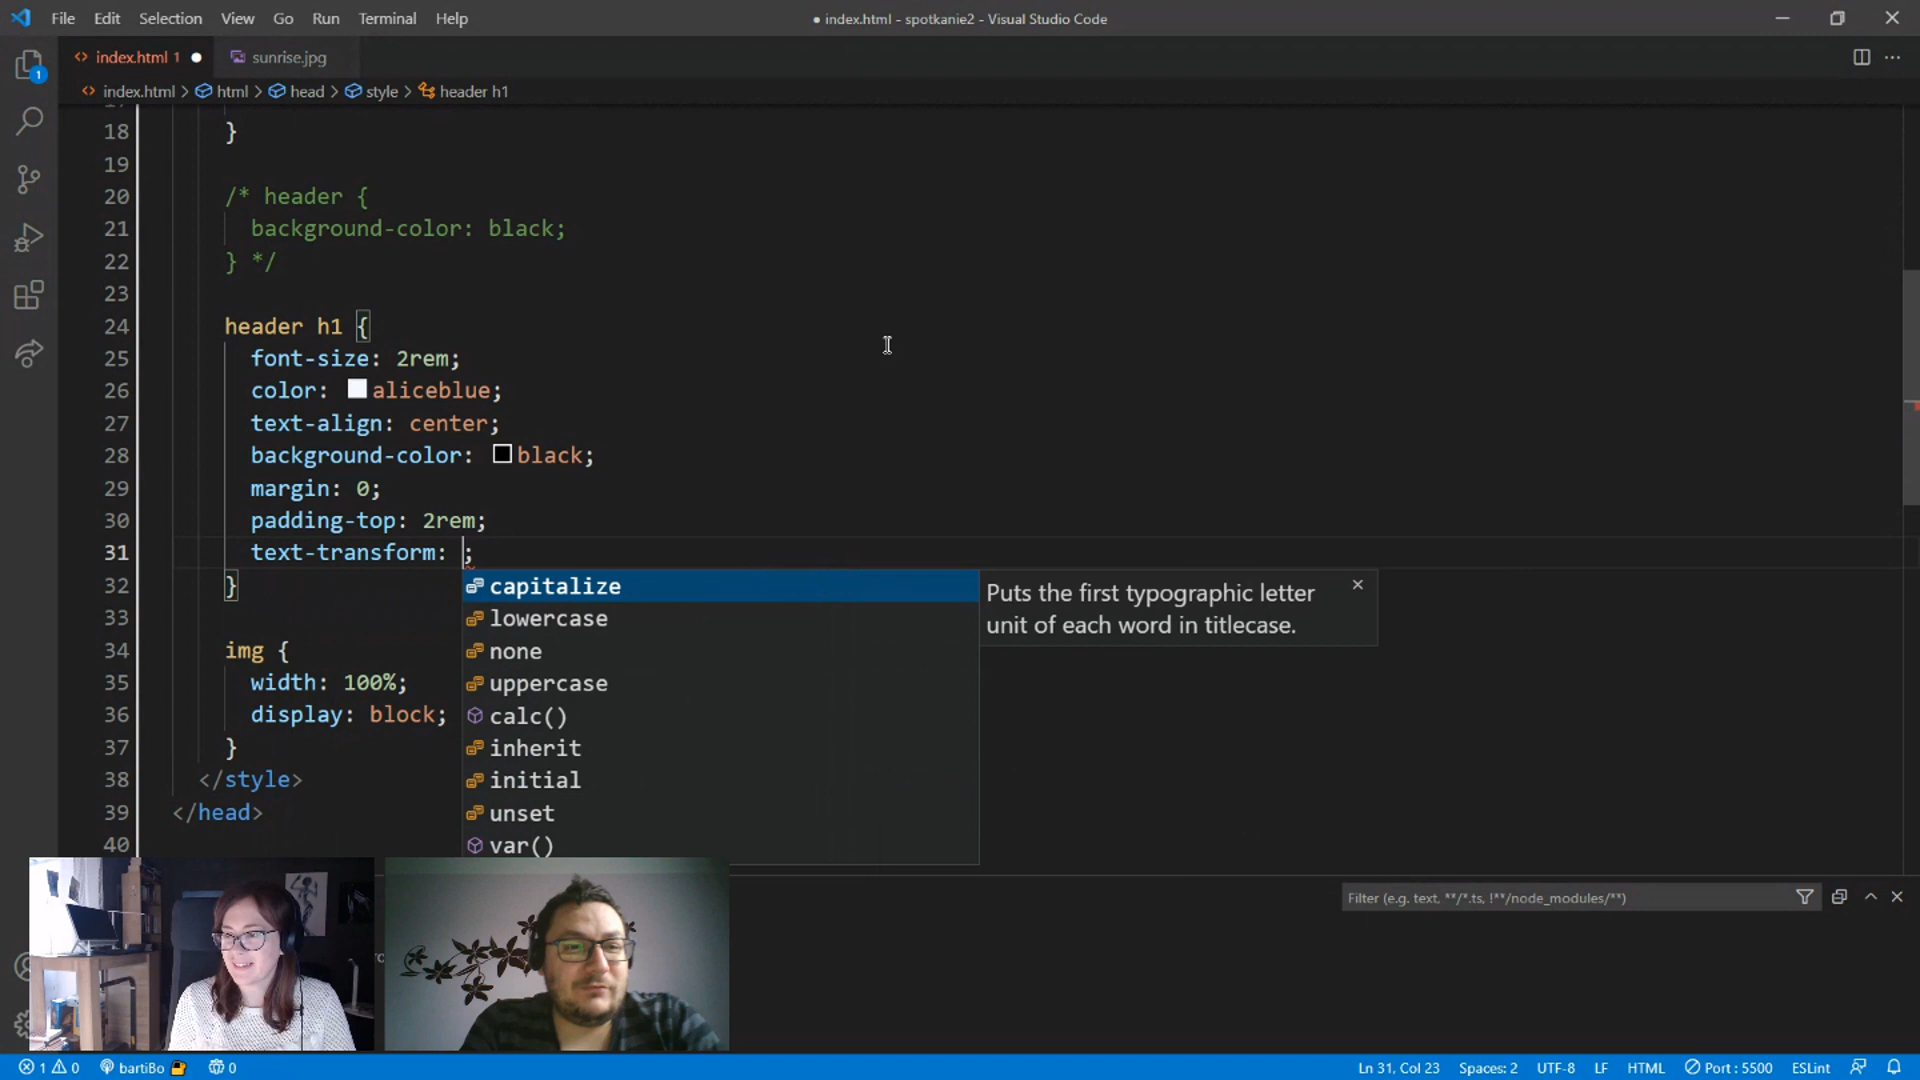 File Edit Selection View Go Run Terminal Help
● index.html - spotkanie2 - Visual Studio Code
index.html 1 ●
sunrise.jpg
index.html > html > head > style > header h1
1
18 }
19
20 /* header {
21 background-color: black;
22 } */
23
24 header h1 {
25 font-size: 2rem;
26 color: aliceblue;
27 text-align: center;
28 background-color: black;
29 margin: 0;
30 padding-top: 2rem;
31 text-transform: ;
32 }
33
34 img {
35 width: 100%;
36 display: block;
37 }
38 </style>
39 </head>
40
capitalize
lowercase
none
uppercase
calc()
inherit
initial
unset
var()
Puts the first typographic letter
unit of each word in titlecase.
Filter (e.g. text, **/*.ts, !**/node_modules/**)
1 0 bartiBo 0
Ln 31, Col 23 Spaces: 2 UTF-8 LF HTML Port : 5500 ESLint